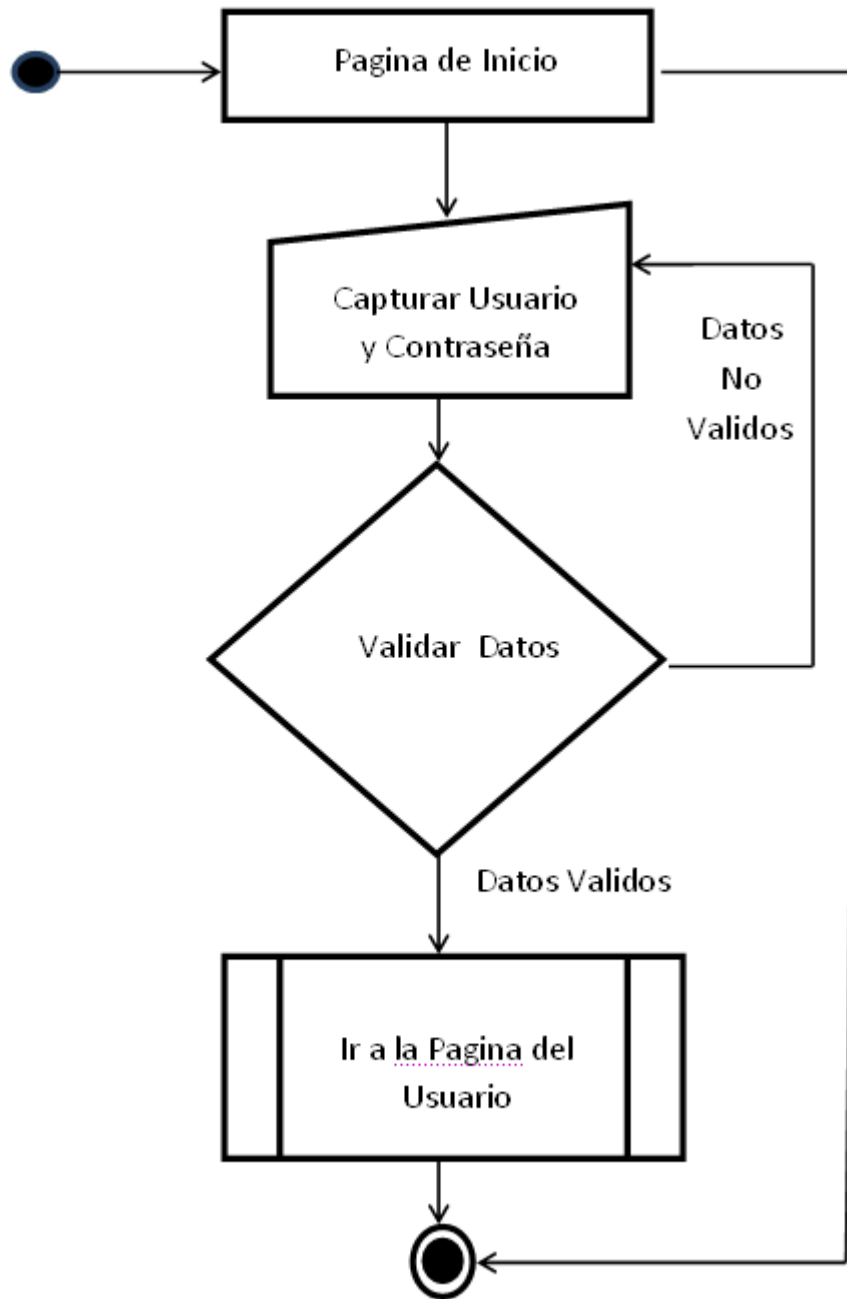 Pagina de Inicio
Capturar Usuario
y Contraseña
Datos
No
Validos
Validar Datos
Datos Validos
Ir a la Pagina del
Usuario